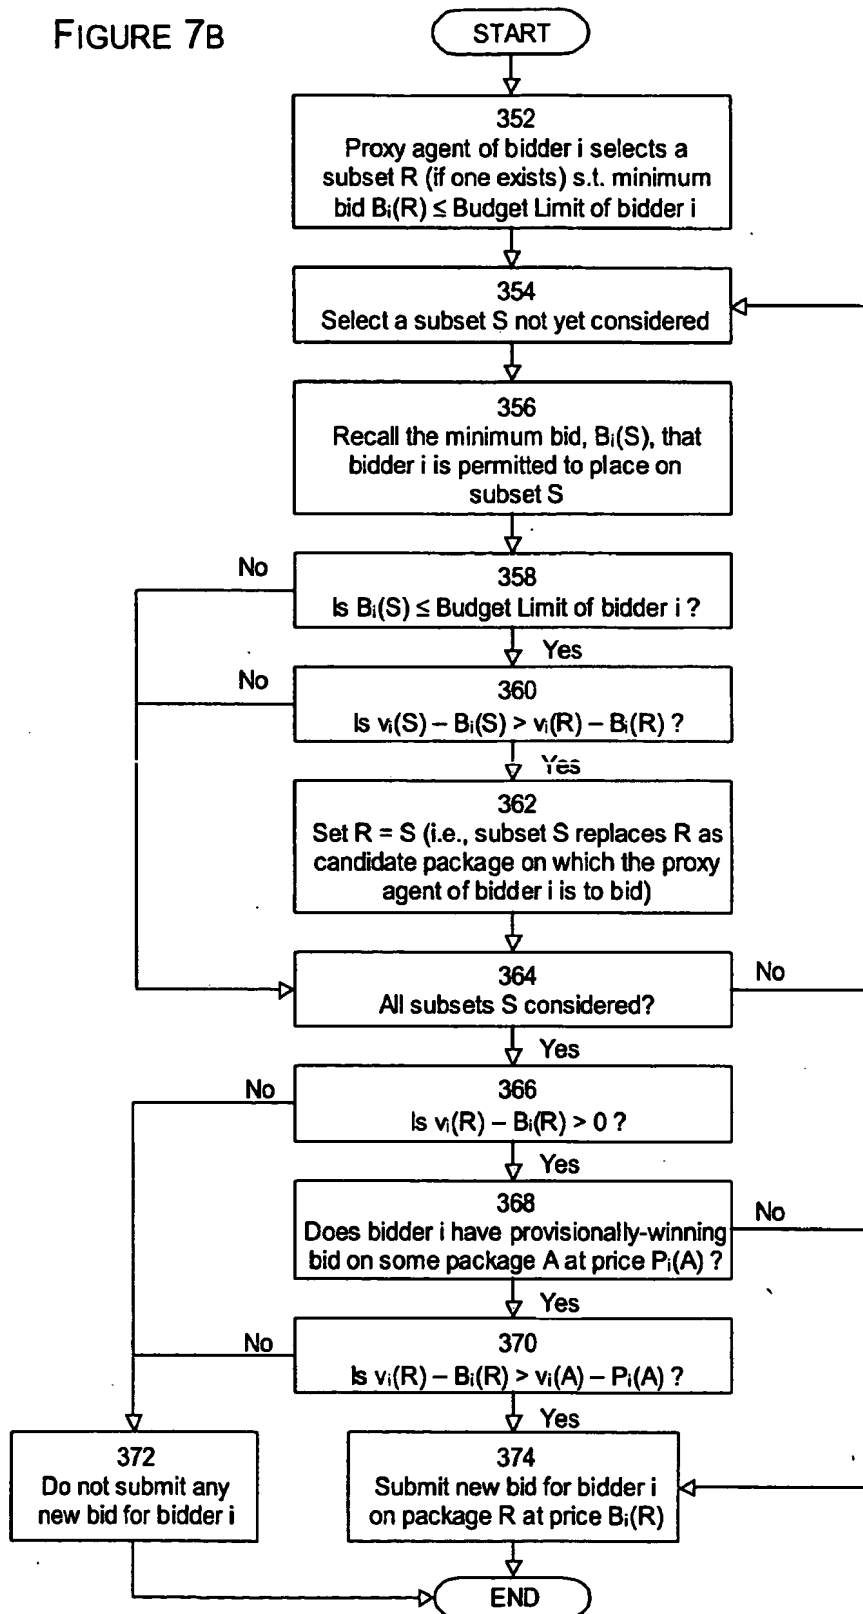 FIGURE 7B
START
352
Proxy agent of bidder i selects a
subset R (if one exists) s.t. minimum
bid Bᵢ(R) ≤ Budget Limit of bidder i
354
Select a subset S not yet considered
356
Recall the minimum bid, Bᵢ(S), that
bidder i is permitted to place on
subset S
No
358
Is Bᵢ(S) ≤ Budget Limit of bidder i ?
Yes
No
360
Is vᵢ(S) – Bᵢ(S) > vᵢ(R) – Bᵢ(R) ?
Yes
362
Set R = S (i.e., subset S replaces R as
candidate package on which the proxy
agent of bidder i is to bid)
364
All subsets S considered?
No
Yes
No
366
Is vᵢ(R) – Bᵢ(R) > 0 ?
Yes
368
Does bidder i have provisionally-winning
bid on some package A at price Pᵢ(A) ?
No
Yes
No
370
Is vᵢ(R) – Bᵢ(R) > vᵢ(A) – Pᵢ(A) ?
Yes
372
Do not submit any
new bid for bidder i
374
Submit new bid for bidder i
on package R at price Bᵢ(R)
END